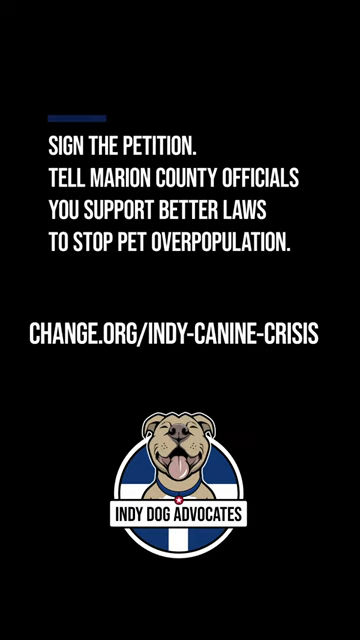 SIGN THE PETITION.
TELL MARION COUNTY OFFICIALS
YOU SUPPORT BETTER LAWS
TO STOP PET OVERPOPULATION.
CHANGE.ORG/INDY-CANINE-CRISIS
INDY DOG ADVOCATES